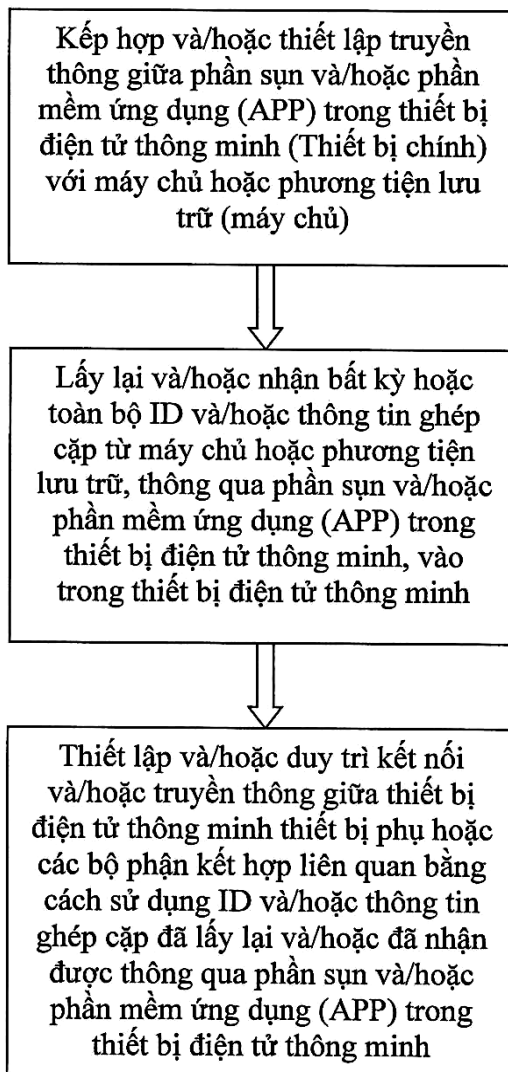 Kếp hợp và/hoặc thiết lập truyền
thông giữa phần sụn và/hoặc phần
mềm ứng dụng (APP) trong thiết bị
điện tử thông minh (Thiết bị chính)
với máy chủ hoặc phương tiện lưu
trữ (máy chủ)
Lấy lại và/hoặc nhận bất kỳ hoặc
toàn bộ ID và/hoặc thông tin ghép
cặp từ máy chủ hoặc phương tiện
lưu trữ, thông qua phần sụn và/hoặc
phần mềm ứng dụng (APP) trong
thiết bị điện tử thông minh, vào
trong thiết bị điện tử thông minh
Thiết lập và/hoặc duy trì kết nối
và/hoặc truyền thông giữa thiết bị
điện tử thông minh thiết bị phụ hoặc
các bộ phận kết hợp liên quan bằng
cách sử dụng ID và/hoặc thông tin
ghép cặp đã lấy lại và/hoặc đã nhận
được thông qua phần sụn và/hoặc
phần mềm ứng dụng (APP) trong
thiết bị điện tử thông minh